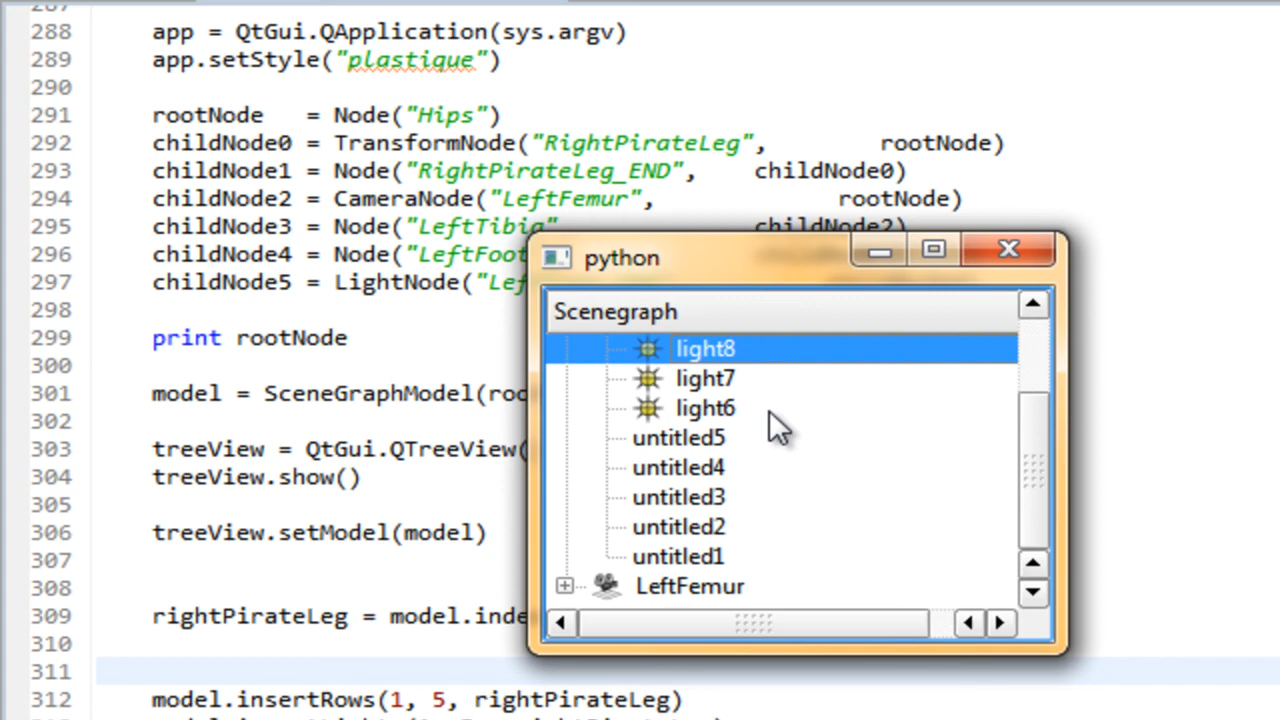 288 app = QtGui.QApplication(sys.argv)
289 app.setStyle("plastique")
290
291 rootNode   = Node("Hips")
292 childNode0 = TransformNode("RightPirateLeg",        rootNode)
293 childNode1 = Node("RightPirateLeg_END",    childNode0)
294 childNode2 = CameraNode("LeftFemur",             rootNode)
295 childNode3 = Node("LeftTibia"              childNode2)
296 childNode4 = Node("LeftFoot
297 childNode5 = LightNode("Lef
298
299 print rootNode
300
301 model = SceneGraphModel(roo
302
303 treeView = QtGui.QTreeView(
304 treeView.show()
305
306 treeView.setModel(model)
307
308
309 rightPirateLeg = model.inde
310
311
312 model.insertRows(1, 5, rightPirateLeg)
python
Scenegraph
light8
light7
light6
untitled5
untitled4
untitled3
untitled2
untitled1
LeftFemur